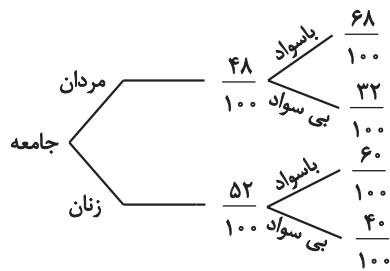 جامعه
مردان
۴۸
۱۰۰
باسواد
۶۸
۱۰۰
بی سواد
۳۲
۱۰۰
زنان
۵۲
۱۰۰
باسواد
۶۰
۱۰۰
بی سواد
۴۰
۱۰۰